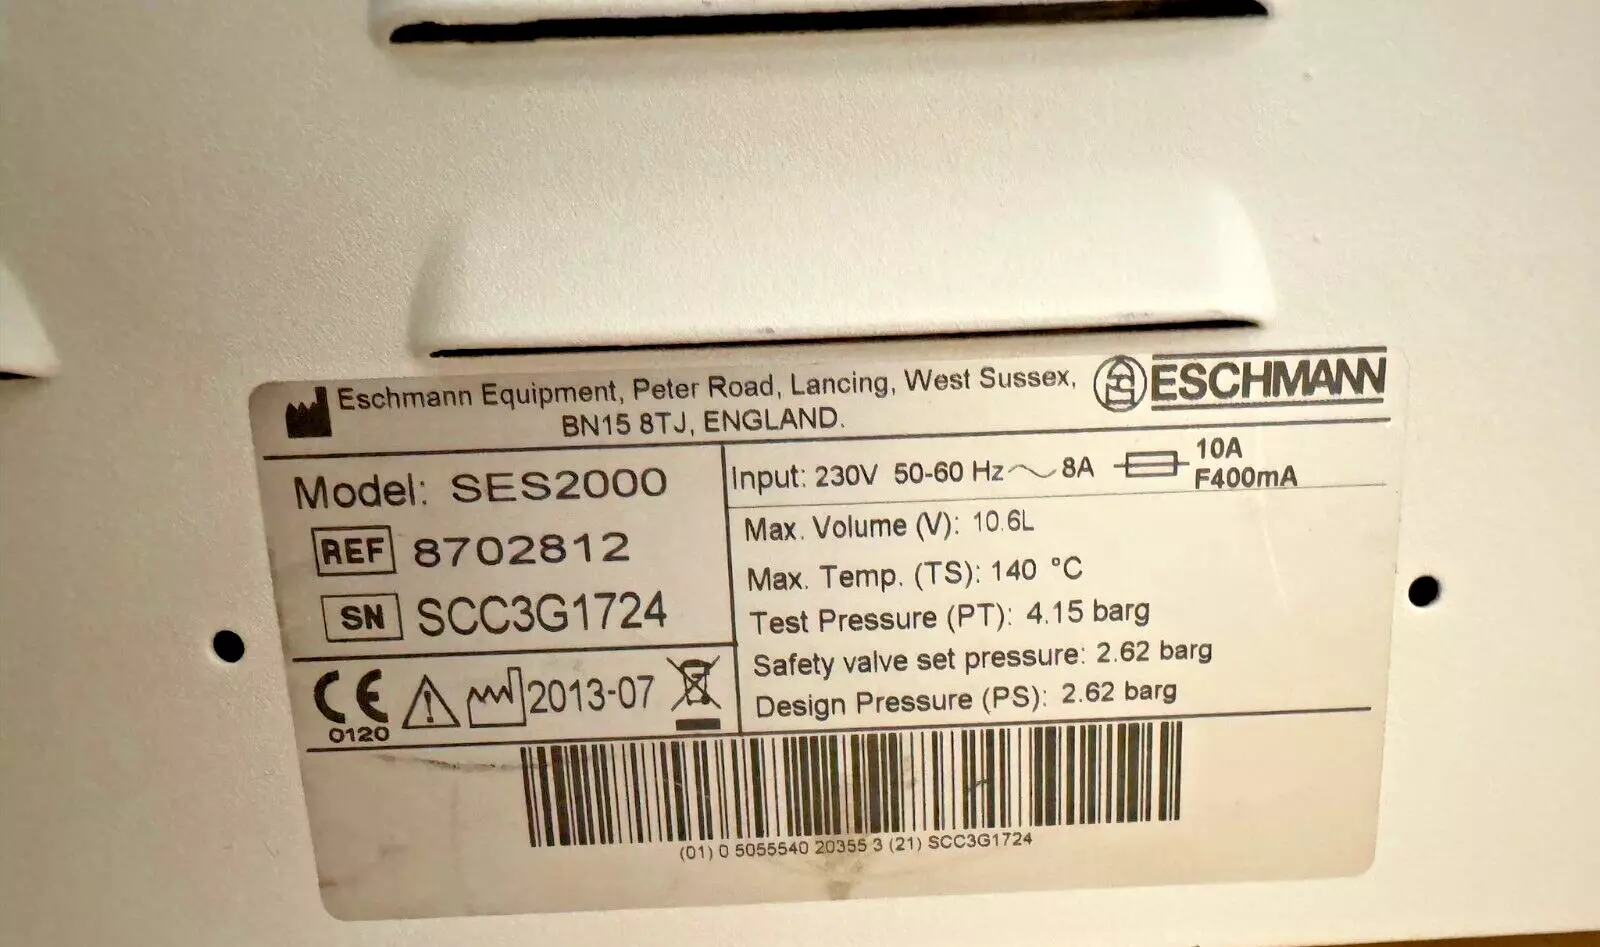 Eschmann Equipment, Peter Road, Lancing, West Sussex,
BN15 8TJ, ENGLAND.
ESCHMANN
Model: SES2000
REF 8702812
SN SCC3G1724
CE 0120
2013-07
Input: 230V 50-60 Hz ~ 8A 10A
F400mA
Max. Volume (V): 10.6L
Max. Temp. (TS): 140 °C
Test Pressure (PT): 4.15 barg
Safety valve set pressure: 2.62 barg
Design Pressure (PS): 2.62 barg
(01) 0 5055540 20355 3 (21) SCC3G1724